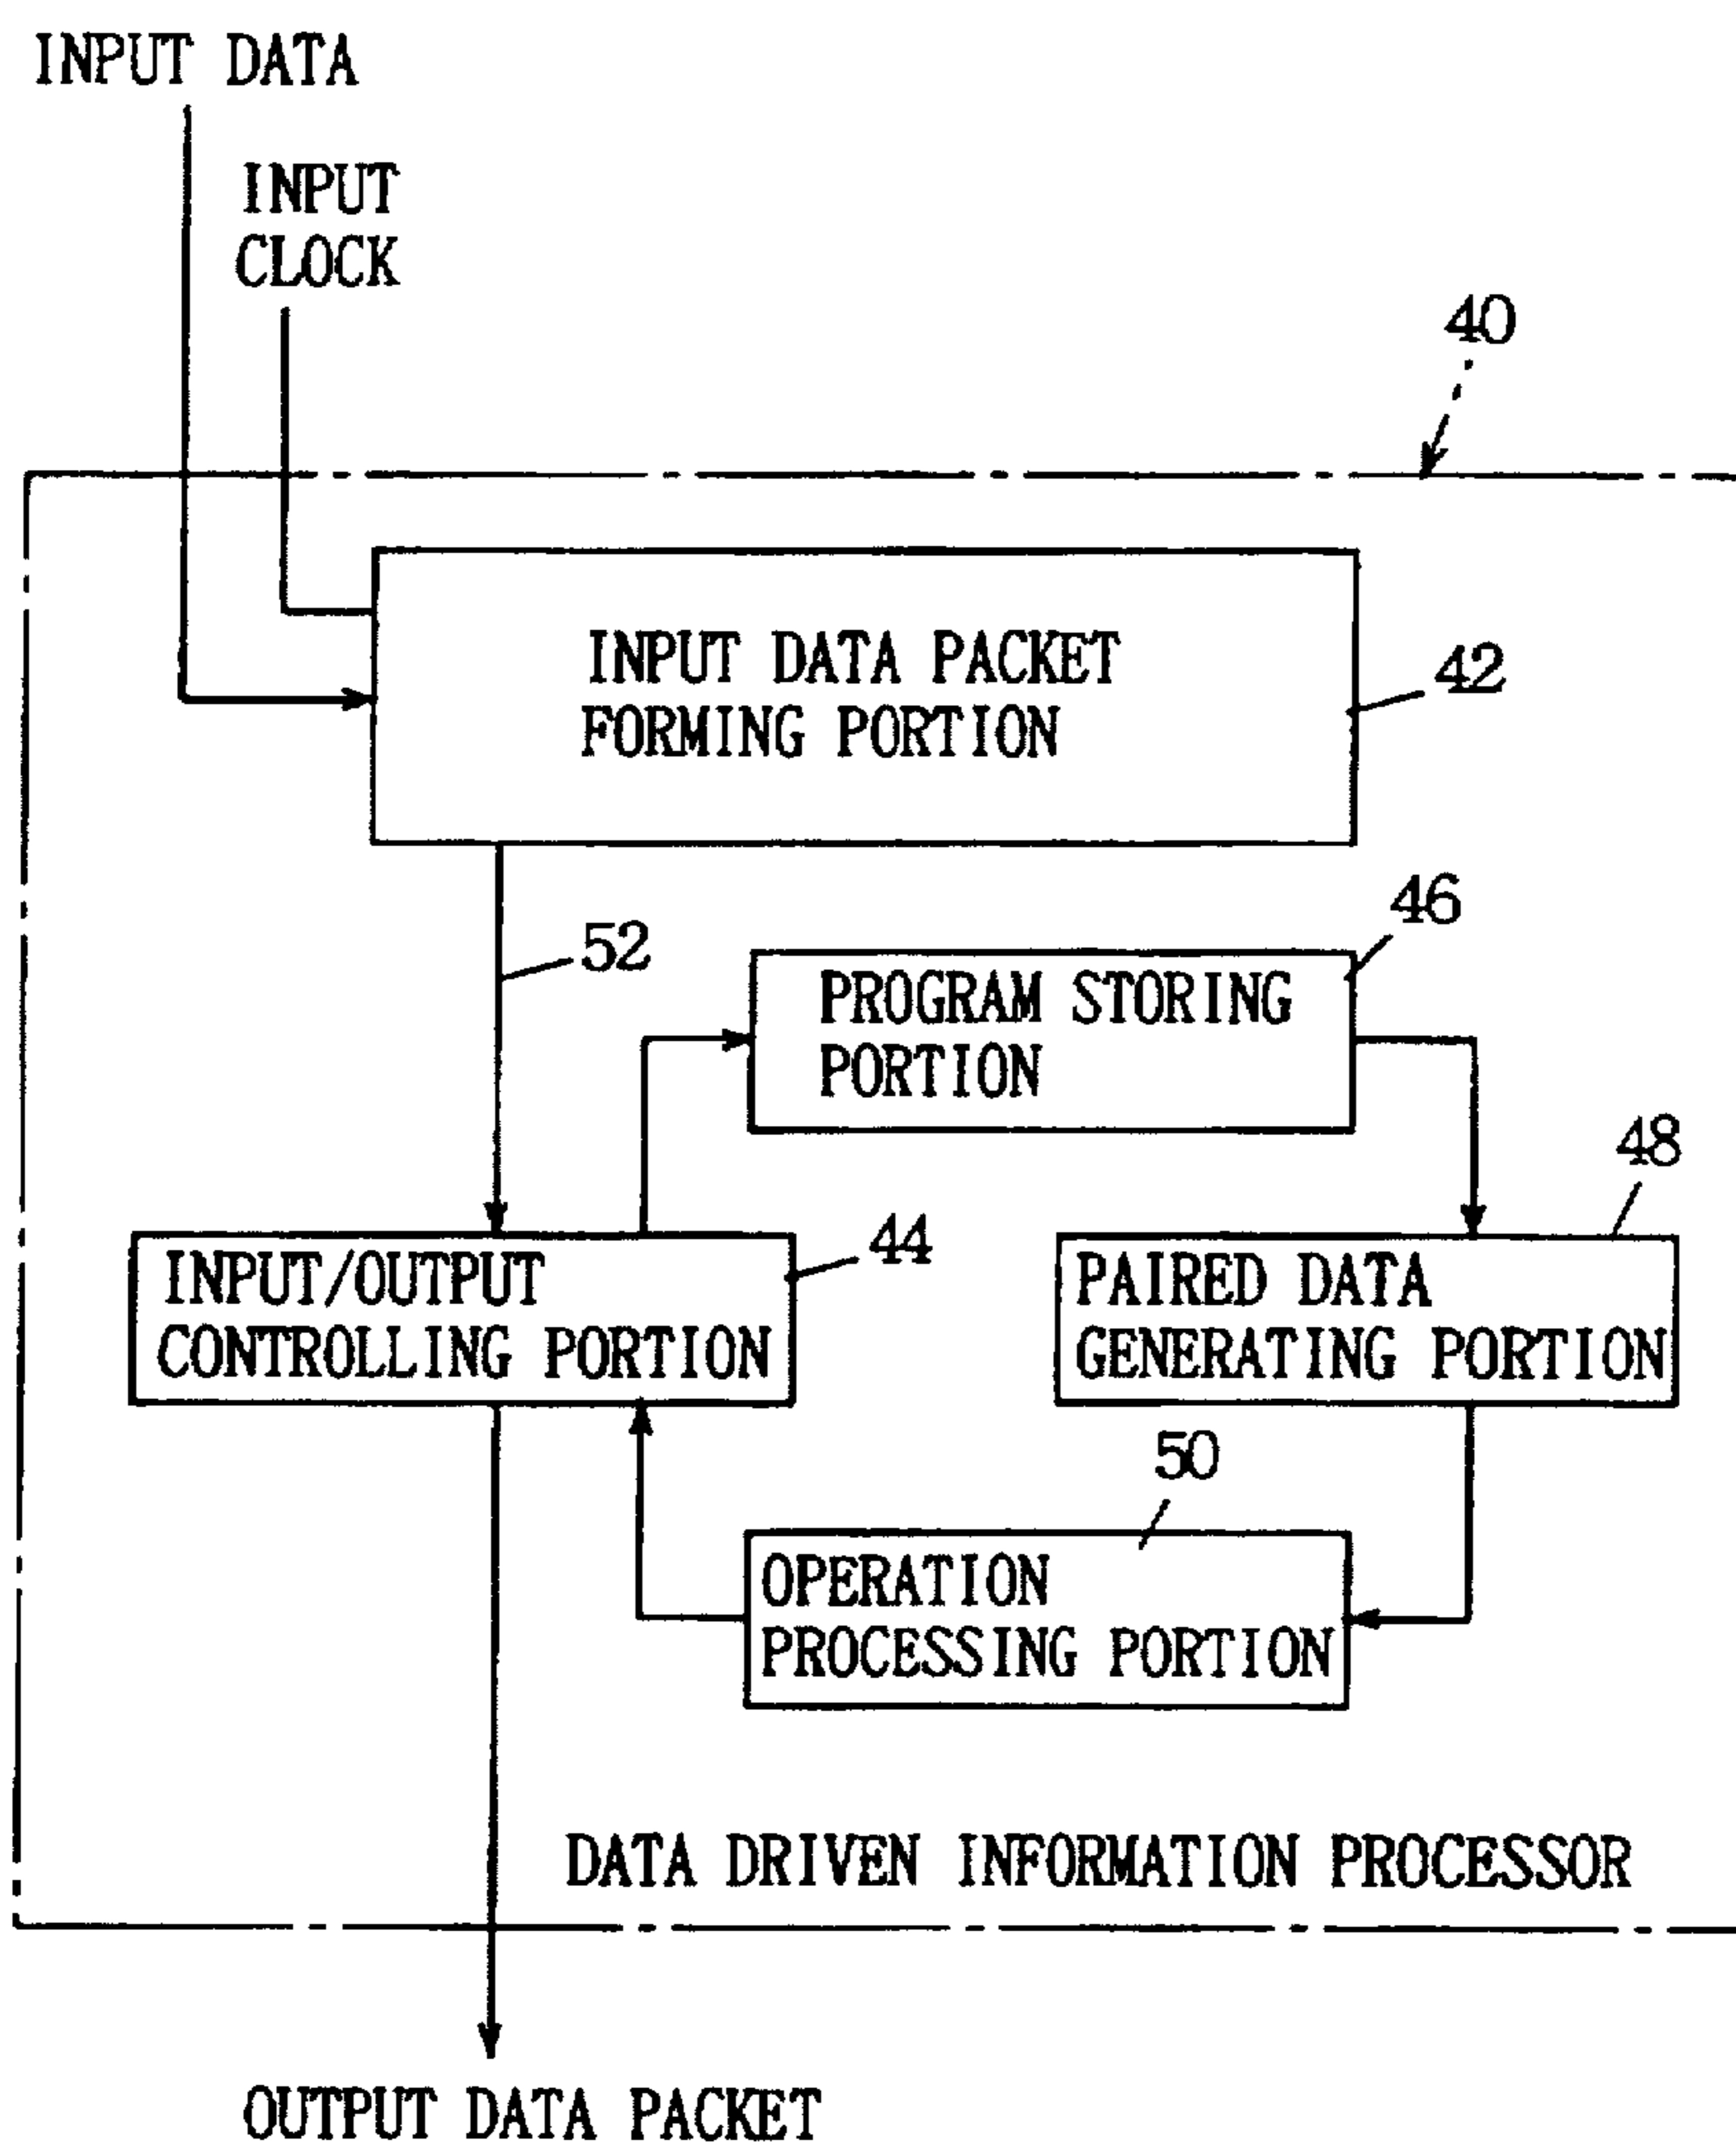 INPUT DATA
INPUT
CLOCK
40
INPUT DATA PACKET
FORMING PORTION
42
46
52
PROGRAM STORING
PORTION
48
44
INPUT/OUTPUT
CONTROLLING PORTION
PAIRED DATA
GENERATING PORTION
50
OPERATION
PROCESSING PORTION
DATA DRIVEN INFORMATION PROCESSOR
OUTPUT DATA PACKET